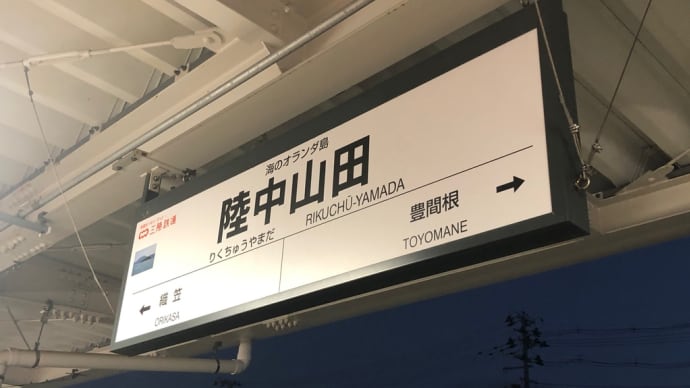 海のオランダ島
陸中山田
RIKUCHŪ-YAMADA
りくちゅうやまだ
三陸鉄道
← 織笠
ORIKASA
豊間根 →
TOYOMANE